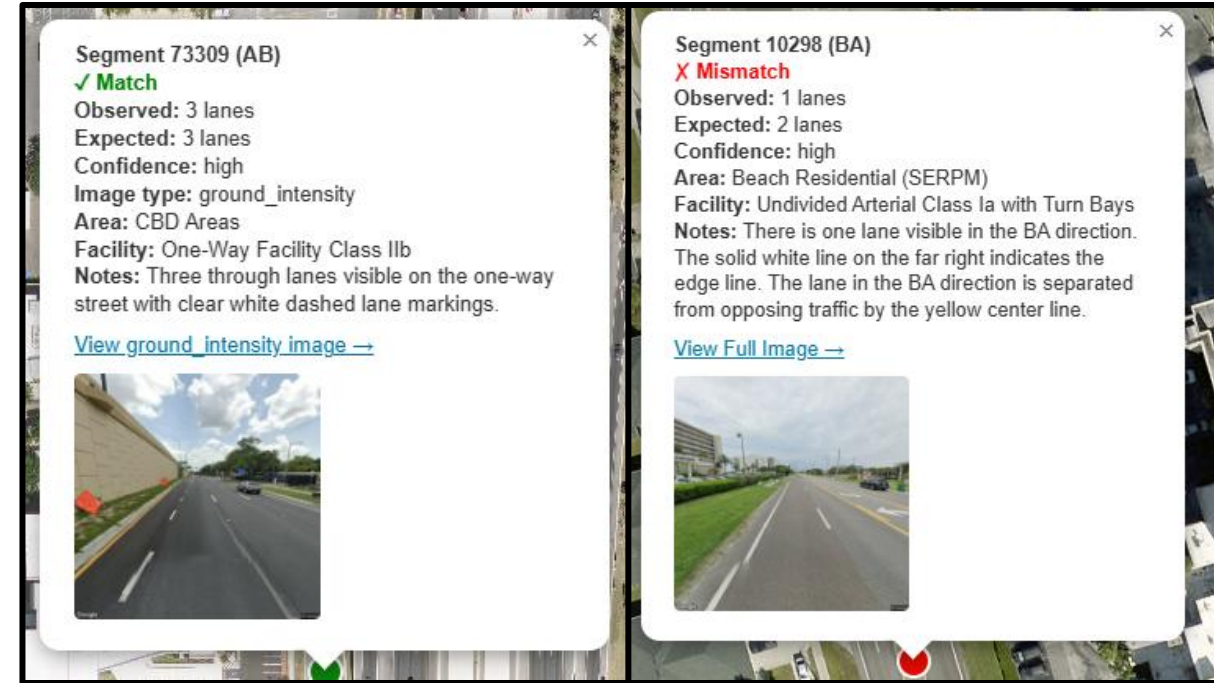 Segment 73309 (AB)
✓ Match
Observed: 3 lanes
Expected: 3 lanes
Confidence: high
Image type: ground_intensity
Area: CBD Areas
Facility: One-Way Facility Class IIb
Notes: Three through lanes visible on the one-way
street with clear white dashed lane markings.
View ground_intensity image →
Google
Segment 10298 (BA)
✗ Mismatch
Observed: 1 lanes
Expected: 2 lanes
Confidence: high
Area: Beach Residential (SERPM)
Facility: Undivided Arterial Class Ia with Turn Bays
Notes: There is one lane visible in the BA direction.
The solid white line on the far right indicates the
edge line. The lane in the BA direction is separated
from opposing traffic by the yellow center line.
View Full Image →